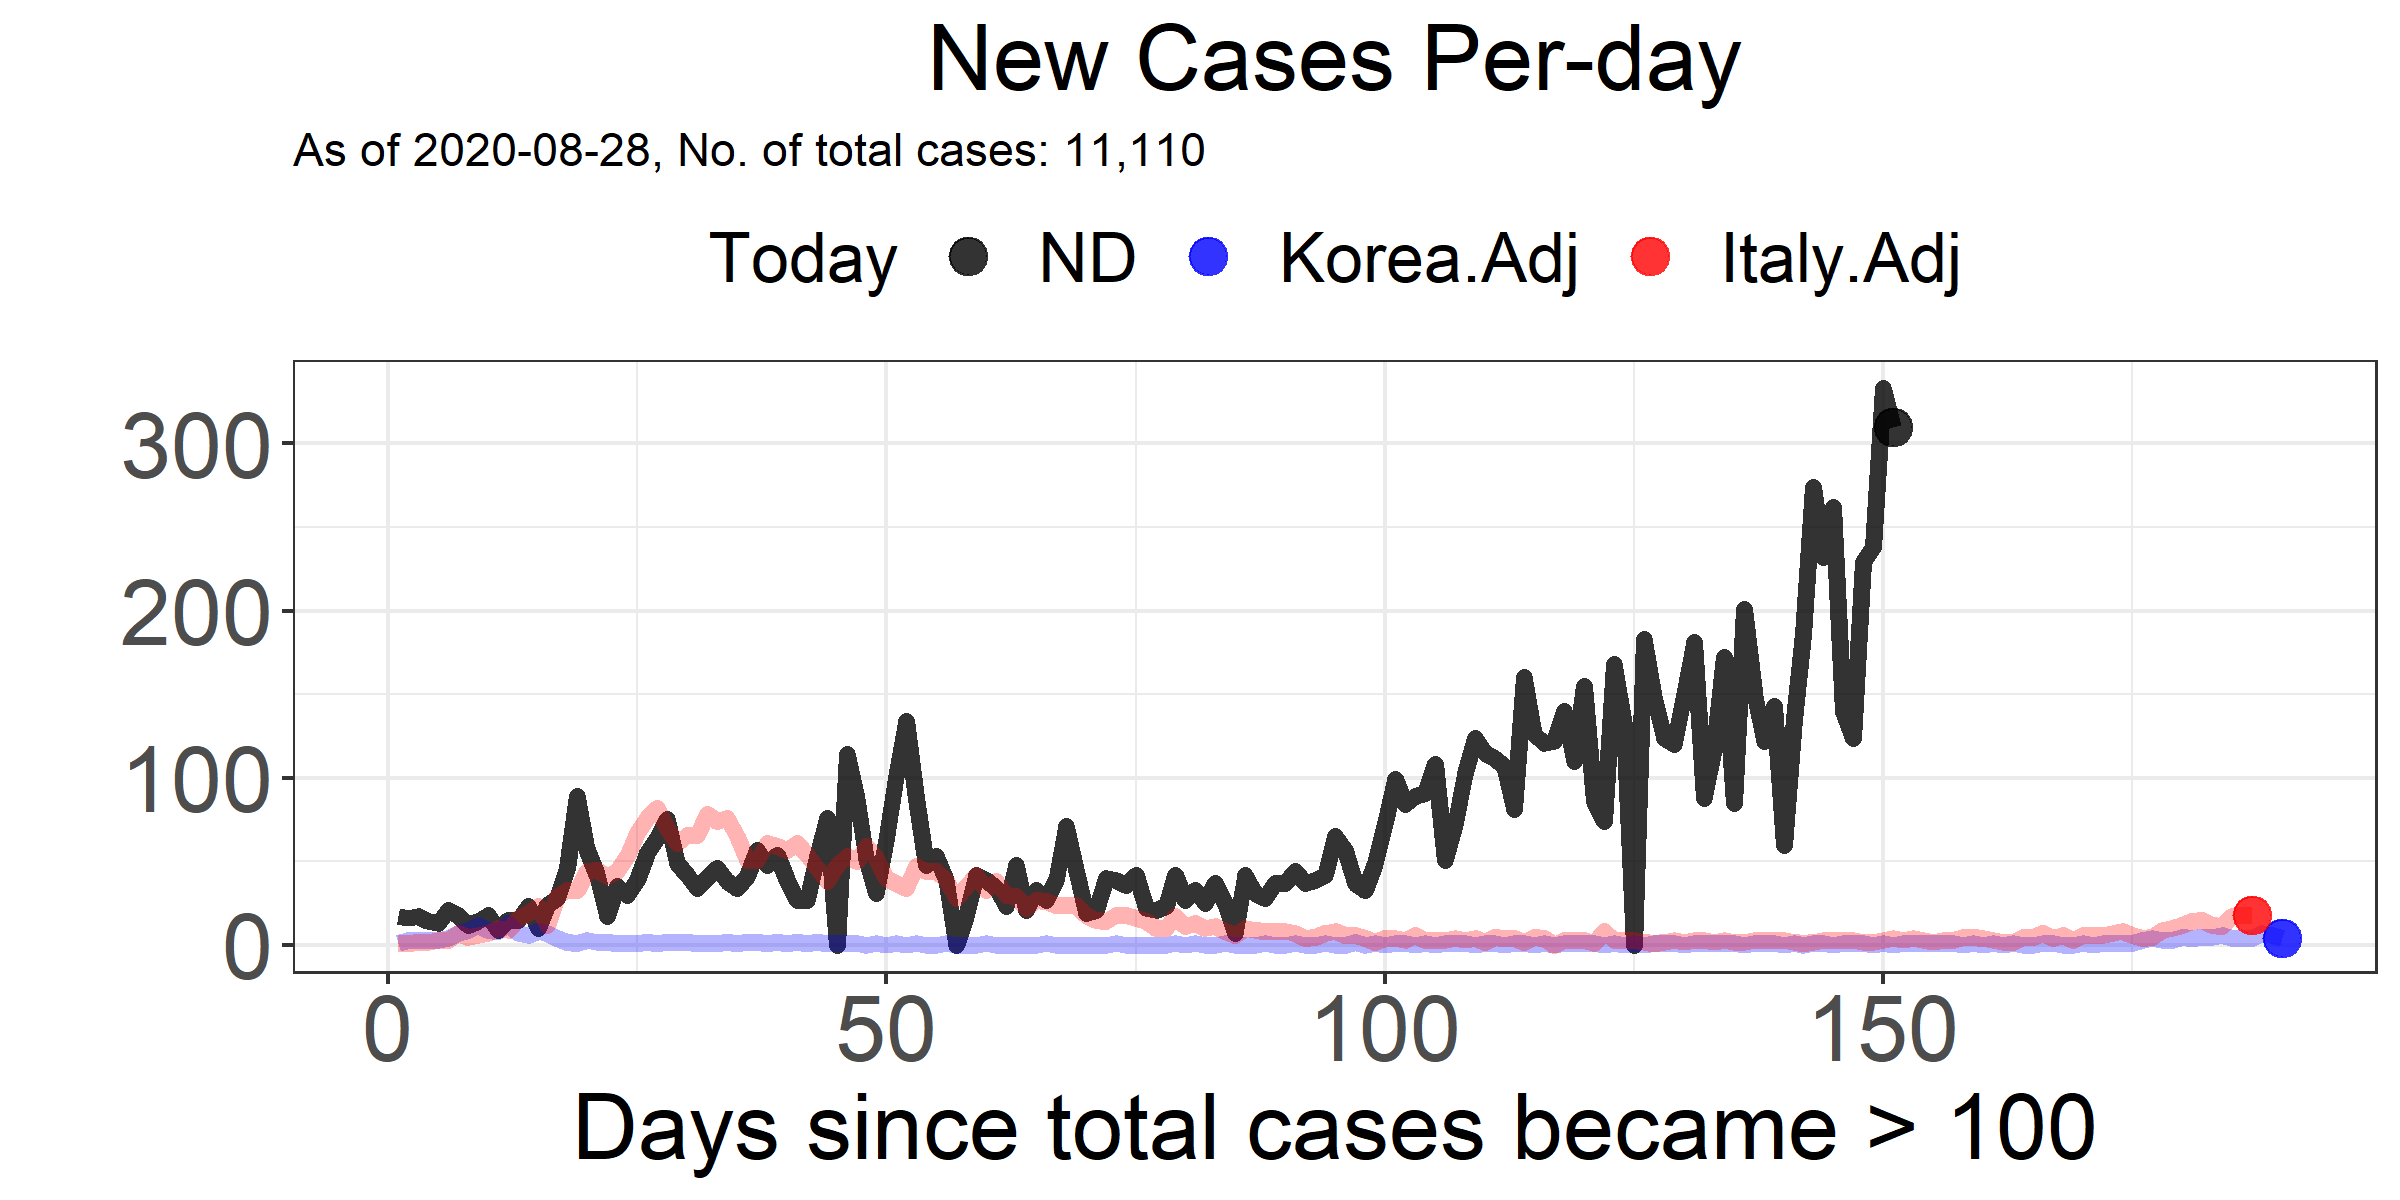 New Cases Per-day
As of 2020-08-28, No. of total cases: 11,110
Today ND Korea.Adj Italy.Adj
300
200
100
0
0 50 100 150
Days since total cases became > 100